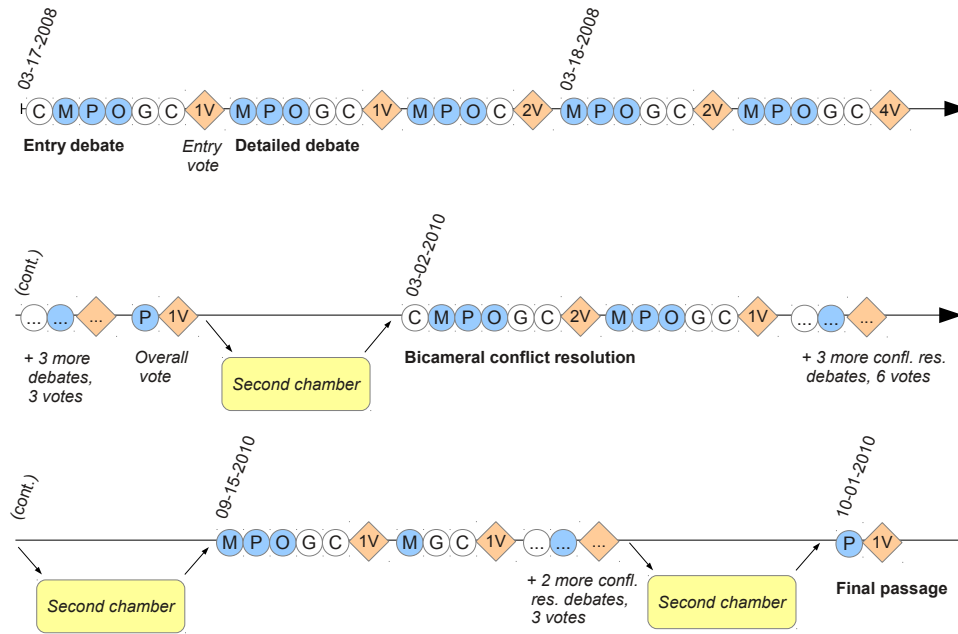 03-17-2008
03-18-2008
C M P O G C 1V M P O G C 1V M P O C 2V M P O G C 2V M P O G C 4V
Entry debate
Entry
vote
Detailed debate
(cont.)
03-02-2010
... ... ... P 1V C M P O G C 2V M P O G C 1V ... ... ...
+ 3 more
debates,
3 votes
Overall
vote
Second chamber
Bicameral conflict resolution
+ 3 more confl. res.
debates, 6 votes
(cont.)
09-15-2010
10-01-2010
M P O G C 1V M G C 1V ... ... ... P 1V
Second chamber
+ 2 more confl.
res. debates,
3 votes
Second chamber
Final passage